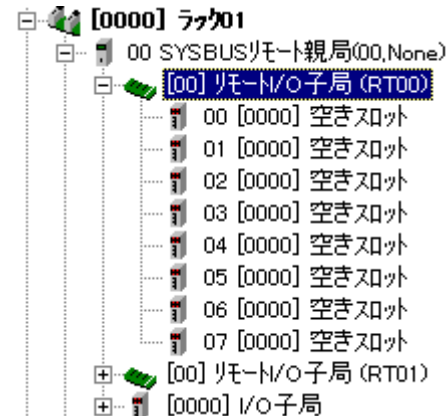 [0000] ラック01
00 SYSBUSリモート親局(00,None)
[00] リモートI/O子局 (RT00)
00 [0000] 空きスロット
01 [0000] 空きスロット
02 [0000] 空きスロット
03 [0000] 空きスロット
04 [0000] 空きスロット
05 [0000] 空きスロット
06 [0000] 空きスロット
07 [0000] 空きスロット
[00] リモートI/O子局 (RT01)
[0000] I/O子局